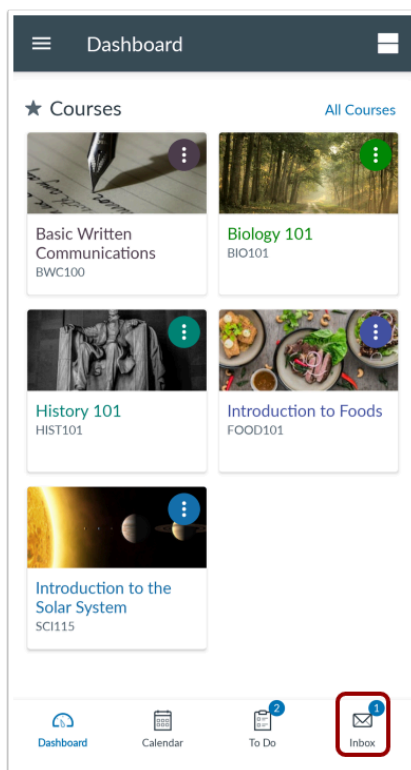 Dashboard
Courses
All Courses
Basic Written
Communications
BWC100
Biology 101
BIO101
History 101
HIST101
Introduction to Foods
FOOD101
Introduction to the
Solar System
SCI115
2
1
Dashboard
Calendar
To Do
Inbox